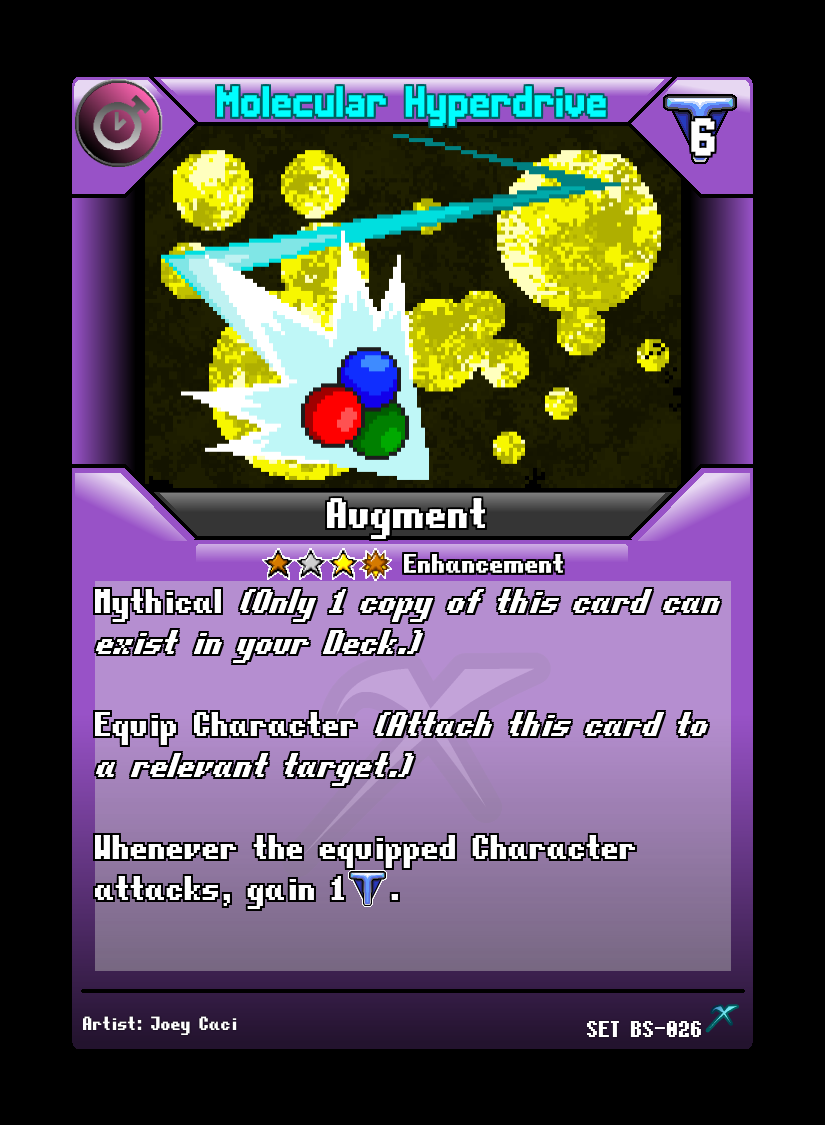 Molecular Hyperdrive
6
Augment
Enhancement
Mythical (Only 1 copy of this card can
exist in your Deck.)
Equip Character (Attach this card to
a relevant target.)
Whenever the equipped Character
attacks, gain 1T.
Artist: Joey Caci
SET BS-026